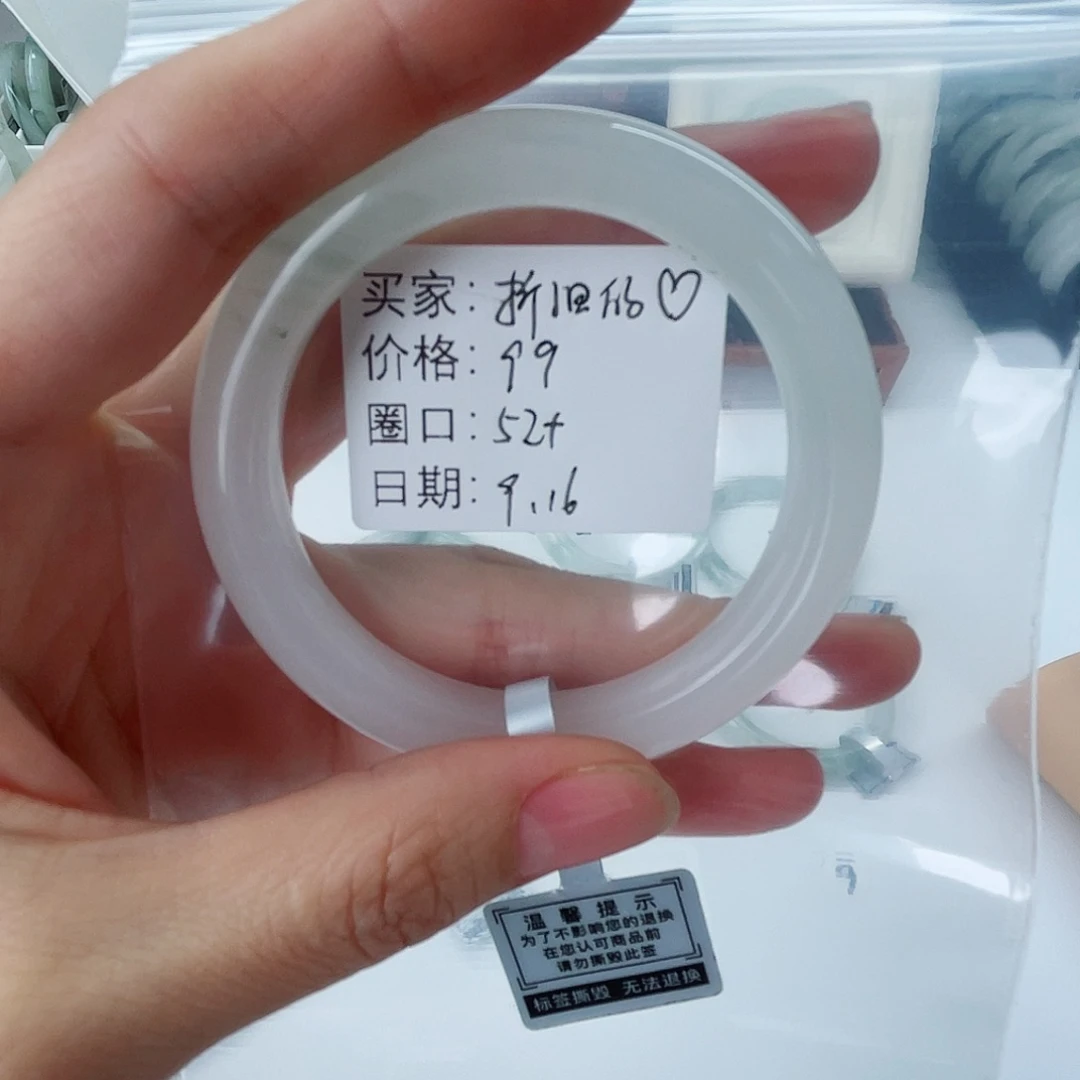 买家: 折旧的♡
价格: 99
圈口: 52+
日期: 9.16
温馨提示
为了不影响您的退换
在您认可商品前
请勿撕毁此签
标签撕毁 无法退换